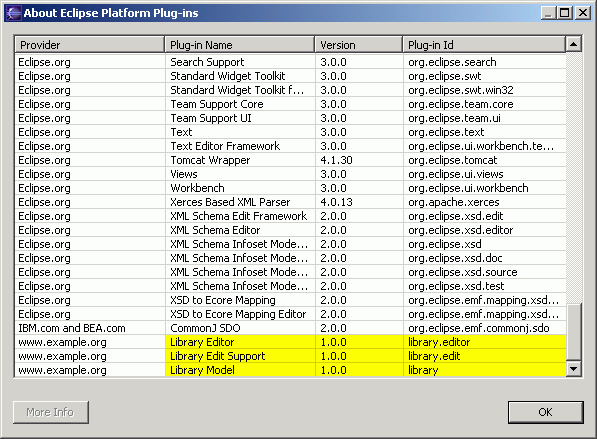 About Eclipse Platform Plug-ins
Provider Plug-in Name Version Plug-in Id
Eclipse.org Search Support 3.0.0 org.eclipse.search
Eclipse.org Standard Widget Toolkit 3.0.0 org.eclipse.swt
Eclipse.org Standard Widget Toolkit f... 3.0.0 org.eclipse.swt.win32
Eclipse.org Team Support Core 3.0.0 org.eclipse.team.core
Eclipse.org Team Support UI 3.0.0 org.eclipse.team.ui
Eclipse.org Text 3.0.0 org.eclipse.text
Eclipse.org Text Editor Framework 3.0.0 org.eclipse.ui.workbench.te...
Eclipse.org Tomcat Wrapper 4.1.30 org.eclipse.tomcat
Eclipse.org Views 3.0.0 org.eclipse.ui.views
Eclipse.org Workbench 3.0.0 org.eclipse.ui.workbench
Eclipse.org Xerces Based XML Parser 4.0.13 org.apache.xerces
Eclipse.org XML Schema Edit Framework 2.0.0 org.eclipse.xsd.edit
Eclipse.org XML Schema Editor 2.0.0 org.eclipse.xsd.editor
Eclipse.org XML Schema Infoset Mode... 2.0.0 org.eclipse.xsd
Eclipse.org XML Schema Infoset Mode... 2.0.0 org.eclipse.xsd.doc
Eclipse.org XML Schema Infoset Mode... 2.0.0 org.eclipse.xsd.source
Eclipse.org XML Schema Infoset Mode... 2.0.0 org.eclipse.xsd.test
Eclipse.org XSD to Ecore Mapping 2.0.0 org.eclipse.emf.mapping.xsd...
Eclipse.org XSD to Ecore Mapping Editor 2.0.0 org.eclipse.emf.mapping.xsd...
IBM.com and BEA.com CommonJ SDO 2.0.0 org.eclipse.emf.commonj.sdo
www.example.org Library Editor 1.0.0 library.editor
www.example.org Library Edit Support 1.0.0 library.edit
www.example.org Library Model 1.0.0 library
More Info OK